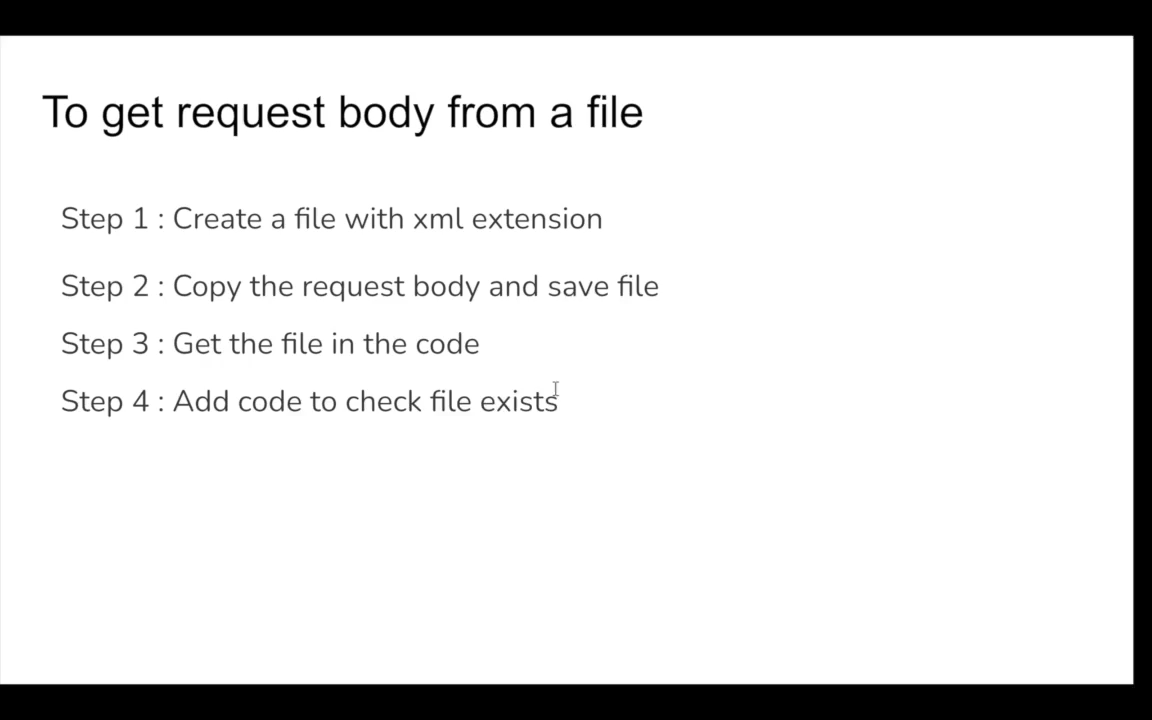 To get request body from a file
Step 1 : Create a file with xml extension
Step 2 : Copy the request body and save file
Step 3 : Get the file in the code
Step 4 : Add code to check file exists